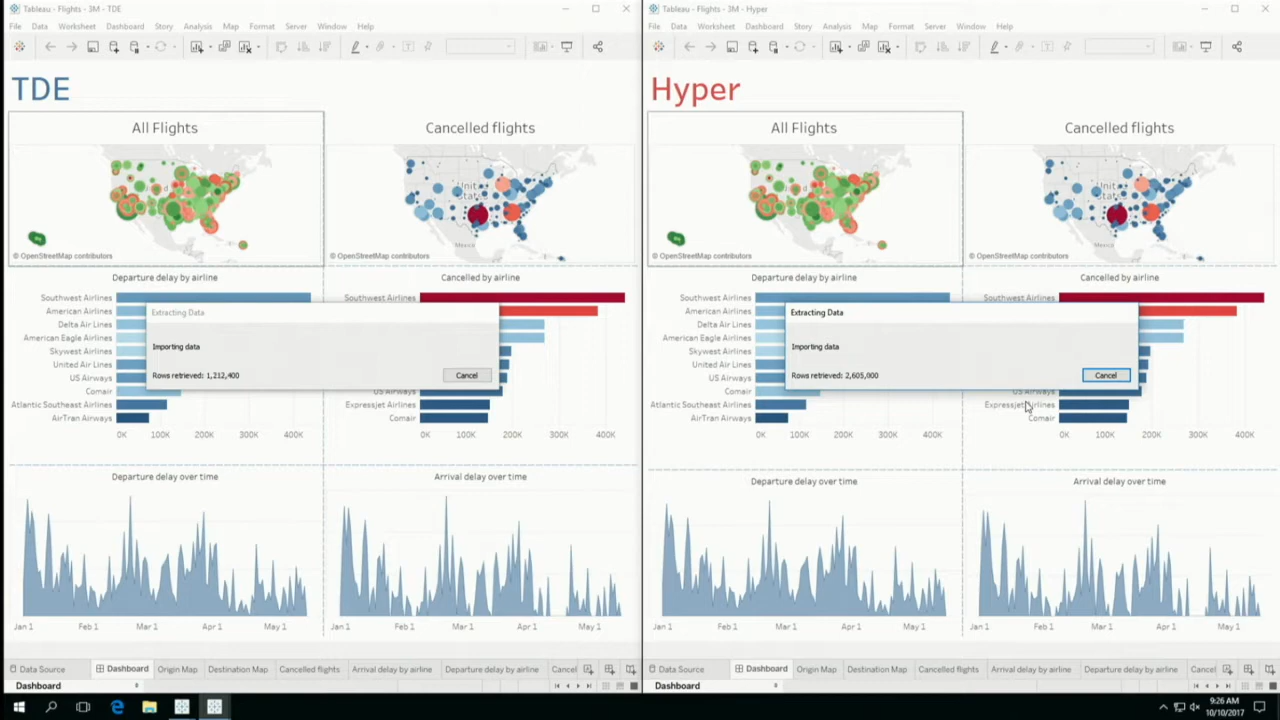 Tableau - Flights - 3M - TDE
File Data Worksheet Dashboard Story Analysis Map Format Server Window Help
TDE
All Flights
Cancelled flights
United States
Mexico
© OpenStreetMap contributors
© OpenStreetMap contributors
Departure delay by airline
Cancelled by airline
Southwest Airlines
American Airlines
Delta Air Lines
American Eagle Airlines
Skywest Airlines
United Air Lines
US Airways
Comair
Atlantic Southeast Airlines
AirTran Airways
0K 100K 200K 300K 400K
Southwest Airlines
Expressjet Airlines
Comair
0K 100K 200K 300K 400K
Extracting Data
Importing data
Rows retrieved: 1,212,400
Cancel
Departure delay over time
Jan 1 Feb 1 Mar 1 Apr 1 May 1
Arrival delay over time
Jan 1 Feb 1 Mar 1 Apr 1 May 1
Data Source Dashboard Origin Map Destination Map Cancelled flights Arrival delay by airline Departure delay by airline Cancel
Dashboard
Tableau - Flights - 3M - Hyper
File Data Worksheet Dashboard Story Analysis Map Format Server Window Help
Hyper
All Flights
Cancelled flights
United States
Mexico
© OpenStreetMap contributors
© OpenStreetMap contributors
Departure delay by airline
Cancelled by airline
Southwest Airlines
American Airlines
Delta Air Lines
American Eagle Airlines
Skywest Airlines
United Air Lines
US Airways
Comair
Atlantic Southeast Airlines
AirTran Airways
0K 100K 200K 300K 400K
Southwest Airlines
US Airways
Expressjet Airlines
Comair
0K 100K 200K 300K 400K
Extracting Data
Importing data
Rows retrieved: 2,605,000
Cancel
Departure delay over time
Jan 1 Feb 1 Mar 1 Apr 1 May 1
Arrival delay over time
Jan 1 Feb 1 Mar 1 Apr 1 May 1
Data Source Dashboard Origin Map Destination Map Cancelled flights Arrival delay by airline Departure delay by airline Cancel
Dashboard
9:26 AM
10/10/2017